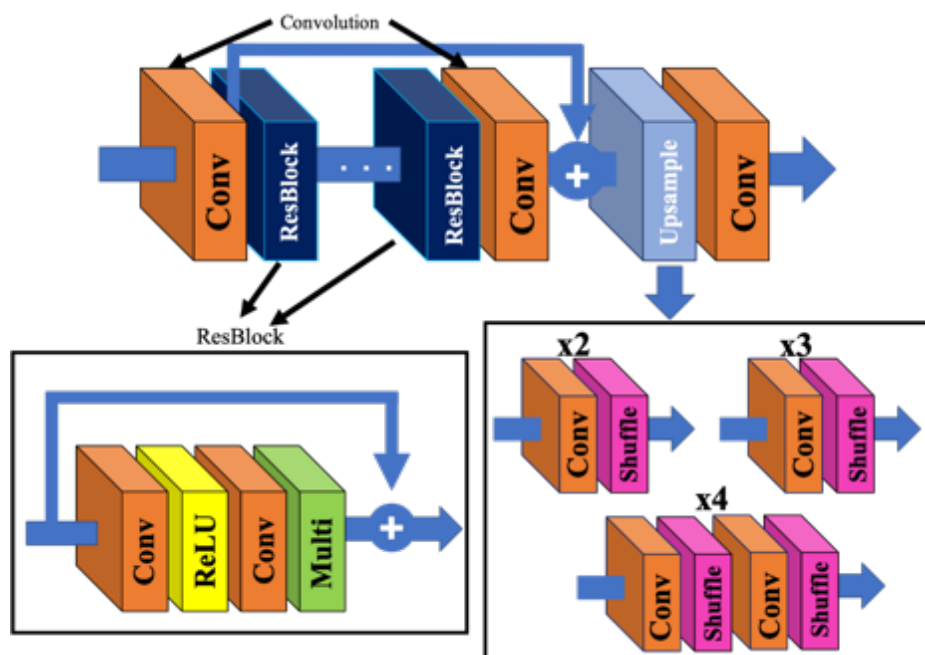 Convolution
Conv
ResBlock
. . .
ResBlock
Conv
+
Upsample
Conv
ResBlock
Conv
ReLU
Conv
Multi
+
x2
Conv
Shuffle
x3
Conv
Shuffle
x4
Conv
Shuffle
Conv
Shuffle